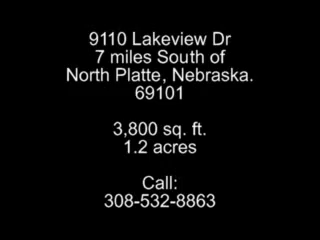 9110 Lakeview Dr
7 miles South of
North Platte, Nebraska.
69101
3,800 sq. ft.
1.2 acres
Call:
308-532-8863